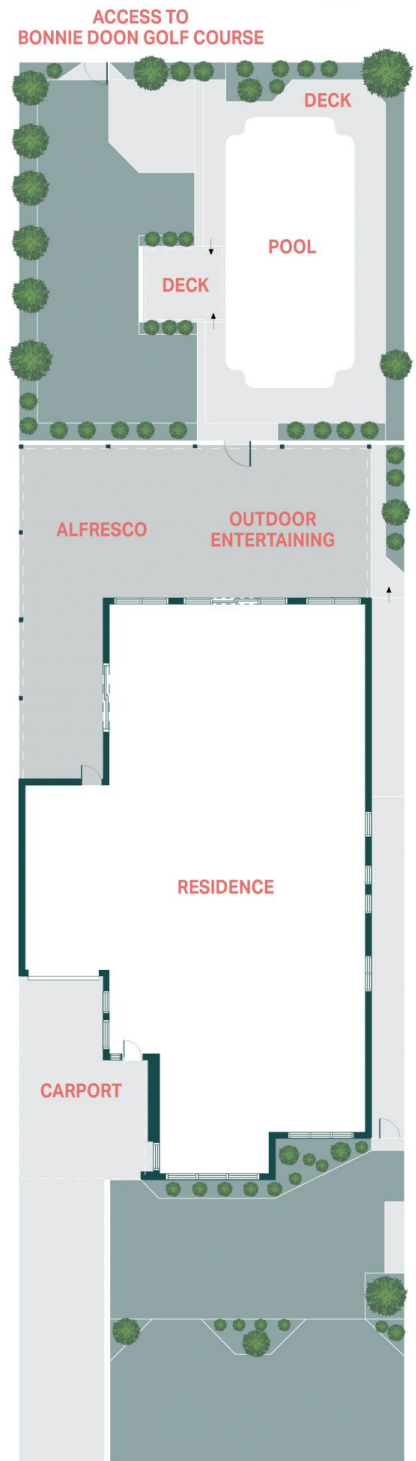 ACCESS TO
BONNIE DOON GOLF COURSE
DECK
POOL
DECK
ALFRESCO
OUTDOOR
ENTERTAINING
RESIDENCE
CARPORT